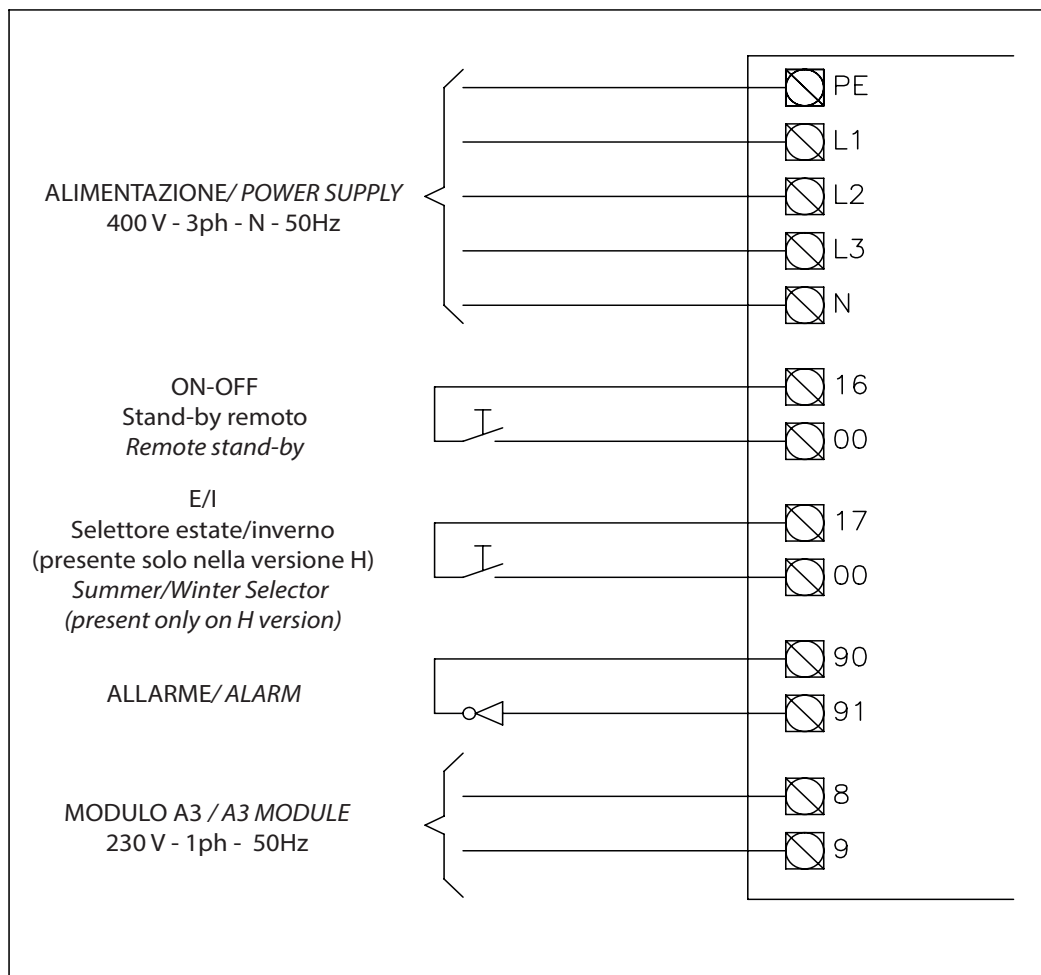 PE
L1
ALIMENTAZIONE/ POWER SUPPLY
400 V - 3ph - N - 50Hz
L2
L3
N
ON-OFF
Stand-by remoto
Remote stand-by
16
00
E/I
Selettore estate/inverno
(presente solo nella versione H)
Summer/Winter Selector
(present only on H version)
17
00
ALLARME/ ALARM
90
91
MODULO A3 / A3 MODULE
230 V - 1ph - 50Hz
8
9